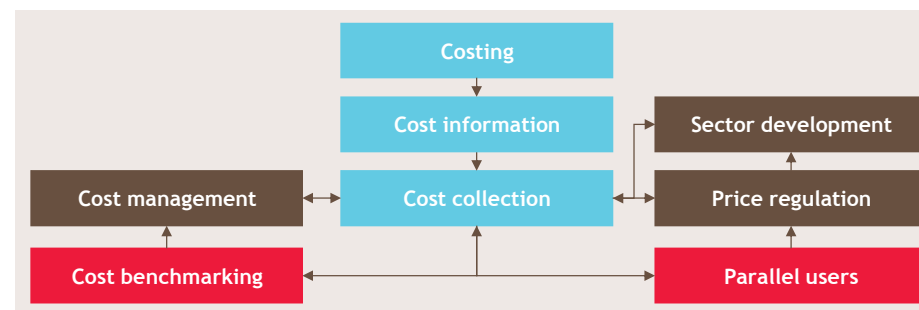 Costing
Cost information
Sector development
Cost management
Cost collection
Price regulation
Cost benchmarking
Parallel users